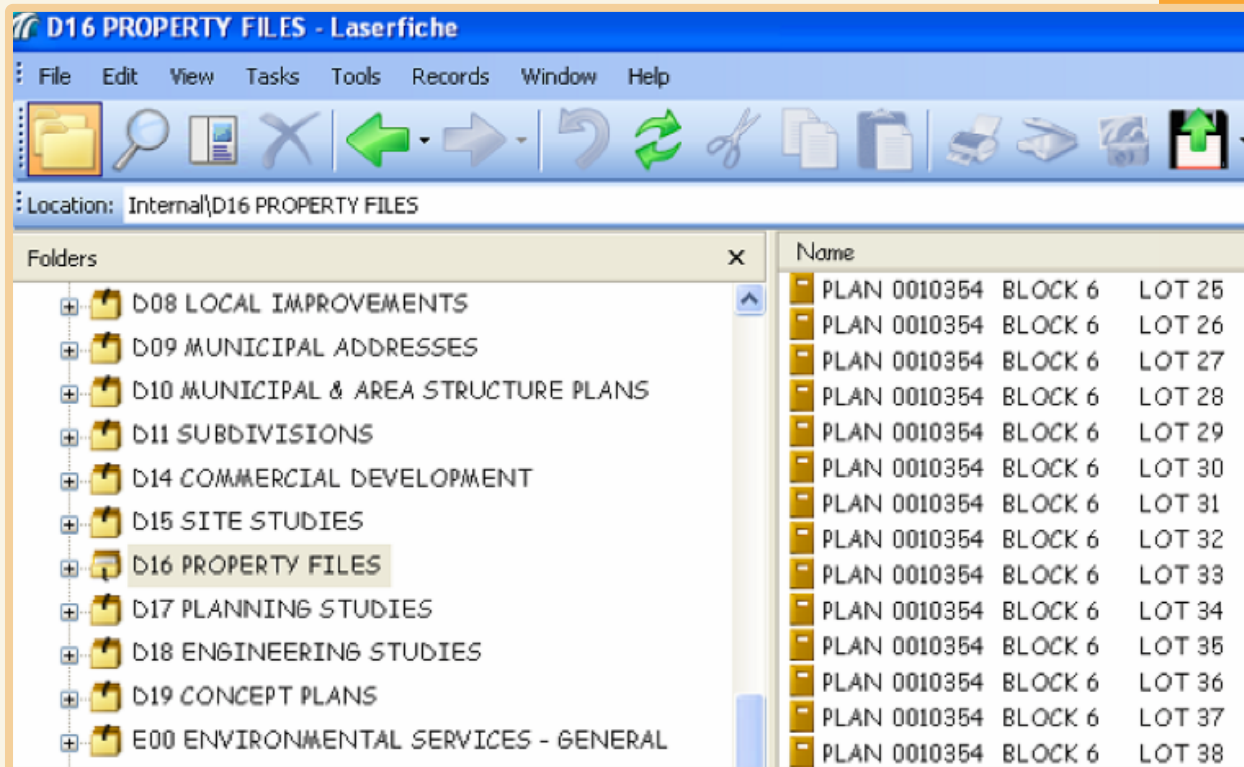 D16 PROPERTY FILES - Laserfiche
File Edit View Tasks Tools Records Window Help
Location: Internal\D16 PROPERTY FILES
Folders
D08 LOCAL IMPROVEMENTS
D09 MUNICIPAL ADDRESSES
D10 MUNICIPAL & AREA STRUCTURE PLANS
D11 SUBDIVISIONS
D14 COMMERCIAL DEVELOPMENT
D15 SITE STUDIES
D16 PROPERTY FILES
D17 PLANNING STUDIES
D18 ENGINEERING STUDIES
D19 CONCEPT PLANS
E00 ENVIRONMENTAL SERVICES - GENERAL
Name
PLAN 0010354 BLOCK 6 LOT 25
PLAN 0010354 BLOCK 6 LOT 26
PLAN 0010354 BLOCK 6 LOT 27
PLAN 0010354 BLOCK 6 LOT 28
PLAN 0010354 BLOCK 6 LOT 29
PLAN 0010354 BLOCK 6 LOT 30
PLAN 0010354 BLOCK 6 LOT 31
PLAN 0010354 BLOCK 6 LOT 32
PLAN 0010354 BLOCK 6 LOT 33
PLAN 0010354 BLOCK 6 LOT 34
PLAN 0010354 BLOCK 6 LOT 35
PLAN 0010354 BLOCK 6 LOT 36
PLAN 0010354 BLOCK 6 LOT 37
PLAN 0010354 BLOCK 6 LOT 38